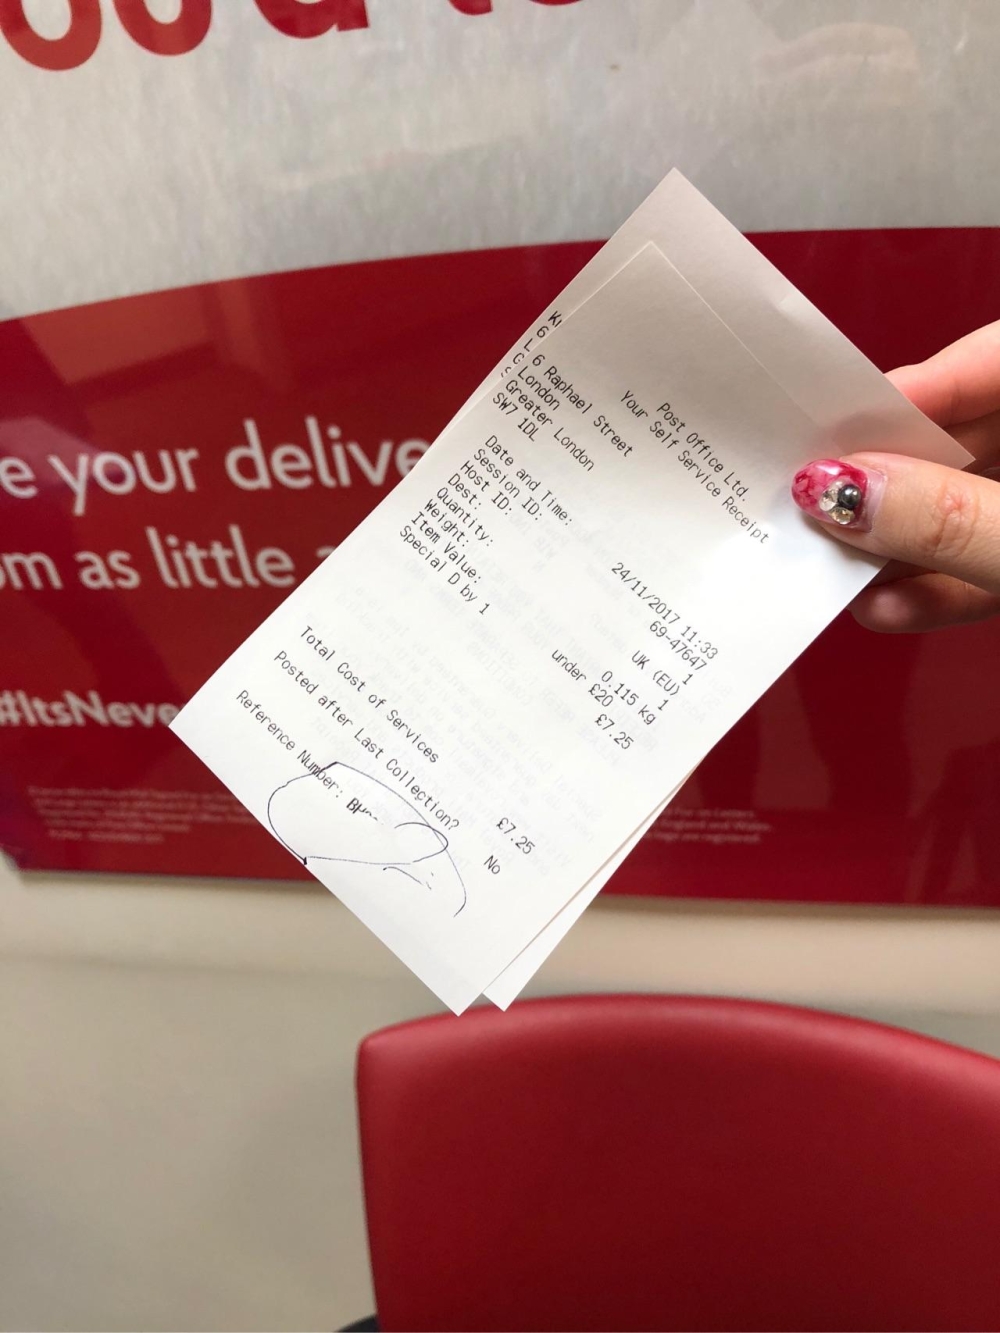 e your delive
om as little
#ItsNeve
Post Office Ltd.
Your Self Service Receipt
6 Raphael Street
London
Greater London
SW7 1DL
Date and Time: 24/11/2017 11:33
Session ID: 69-47647
Host ID: 1
Dest: UK (EU)
Quantity: 1
Weight: 0.115 kg
Item Value: under £20
Special D by 1 £7.25
Total Cost of Services £7.25
Posted after Last Collection? No
Reference Number: